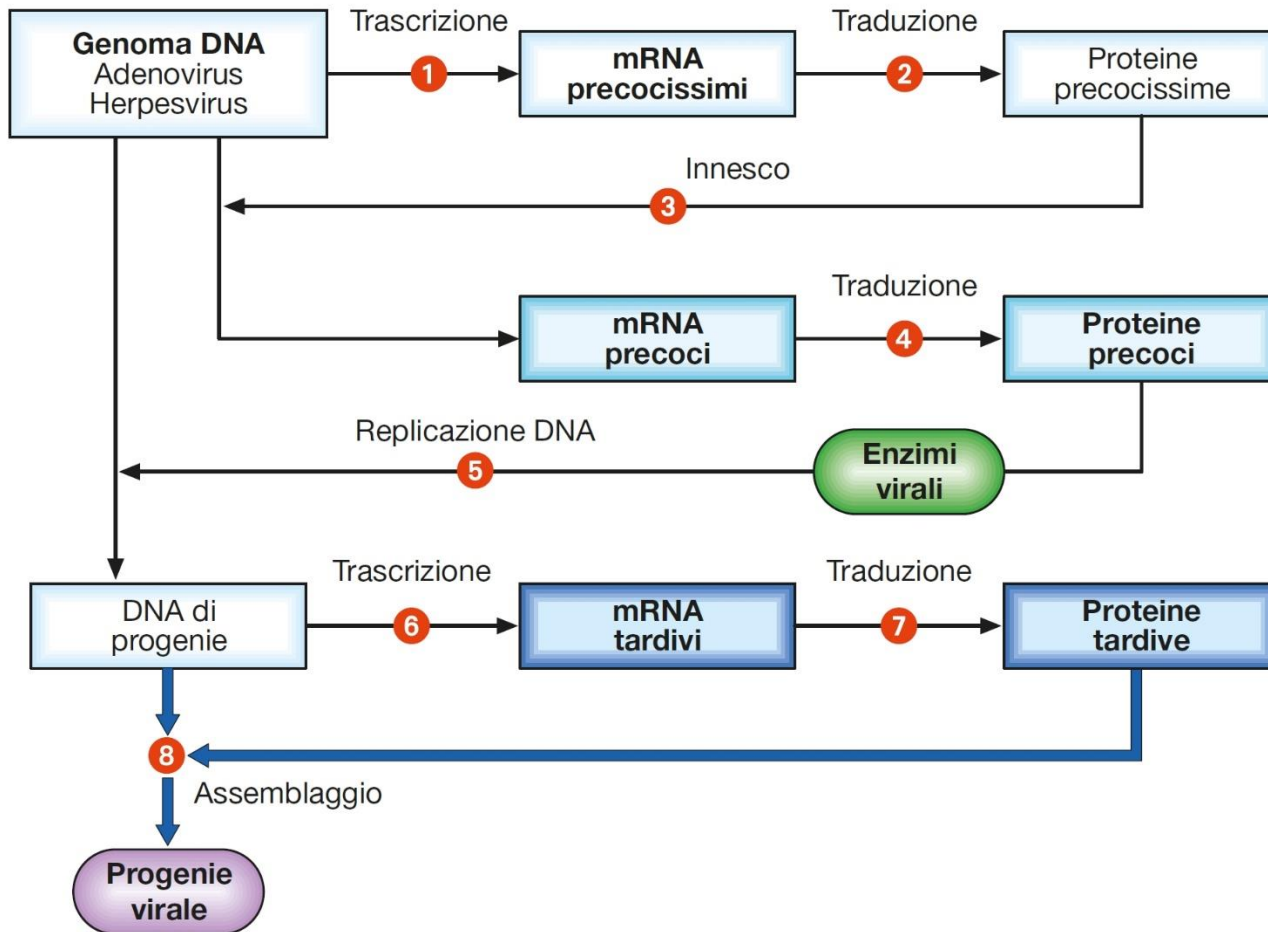 Genoma DNA
Adenovirus
Herpesvirus
Trascrizione
1
mRNA
precocissimi
Traduzione
2
Proteine
precocissime
Innesco
3
mRNA
precoci
Traduzione
4
Proteine
precoci
Replicazione DNA
5
Enzimi
virali
DNA di
progenie
Trascrizione
6
mRNA
tardivi
Traduzione
7
Proteine
tardive
8
Assemblaggio
Progenie
virale